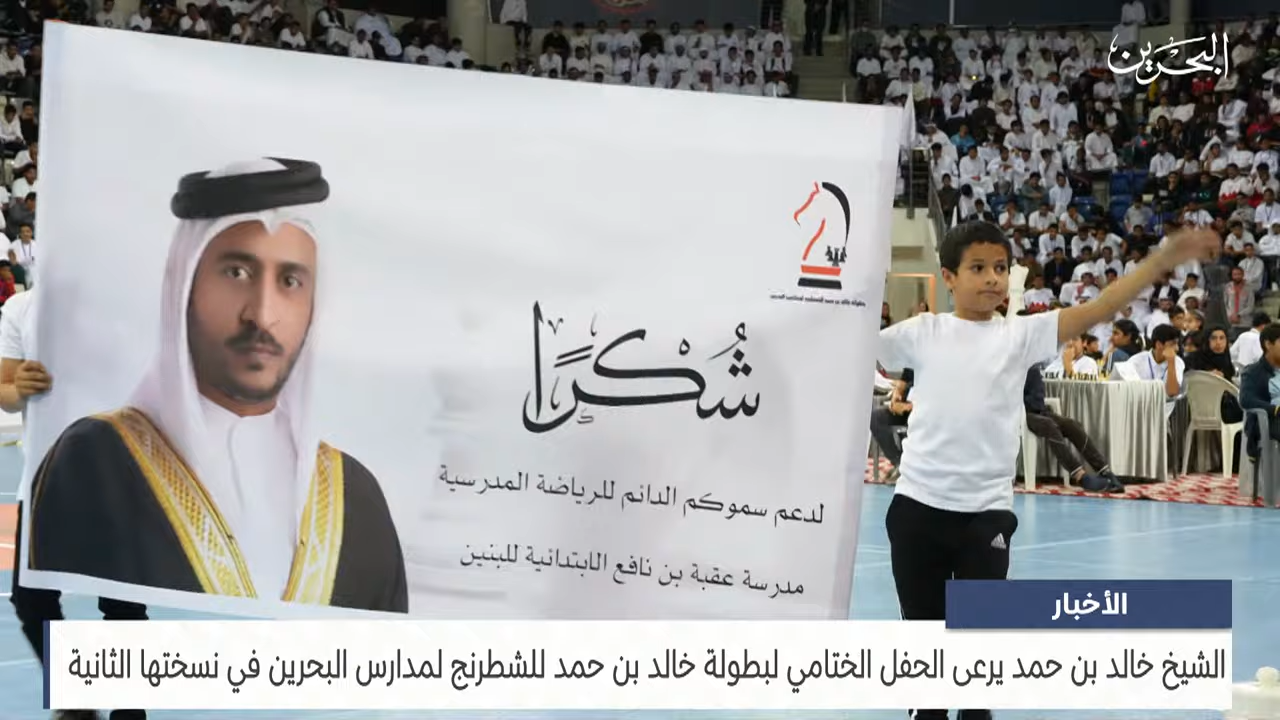 البحرين
شكرًا
لدعم سموكم الدائم للرياضة المدرسية
مدرسة عقبة بن نافع الابتدائية للبنين
الأخبار
الشيخ خالد بن حمد يرعى الحفل الختامي لبطولة خالد بن حمد للشطرنج لمدارس البحرين في نسختها الثانية